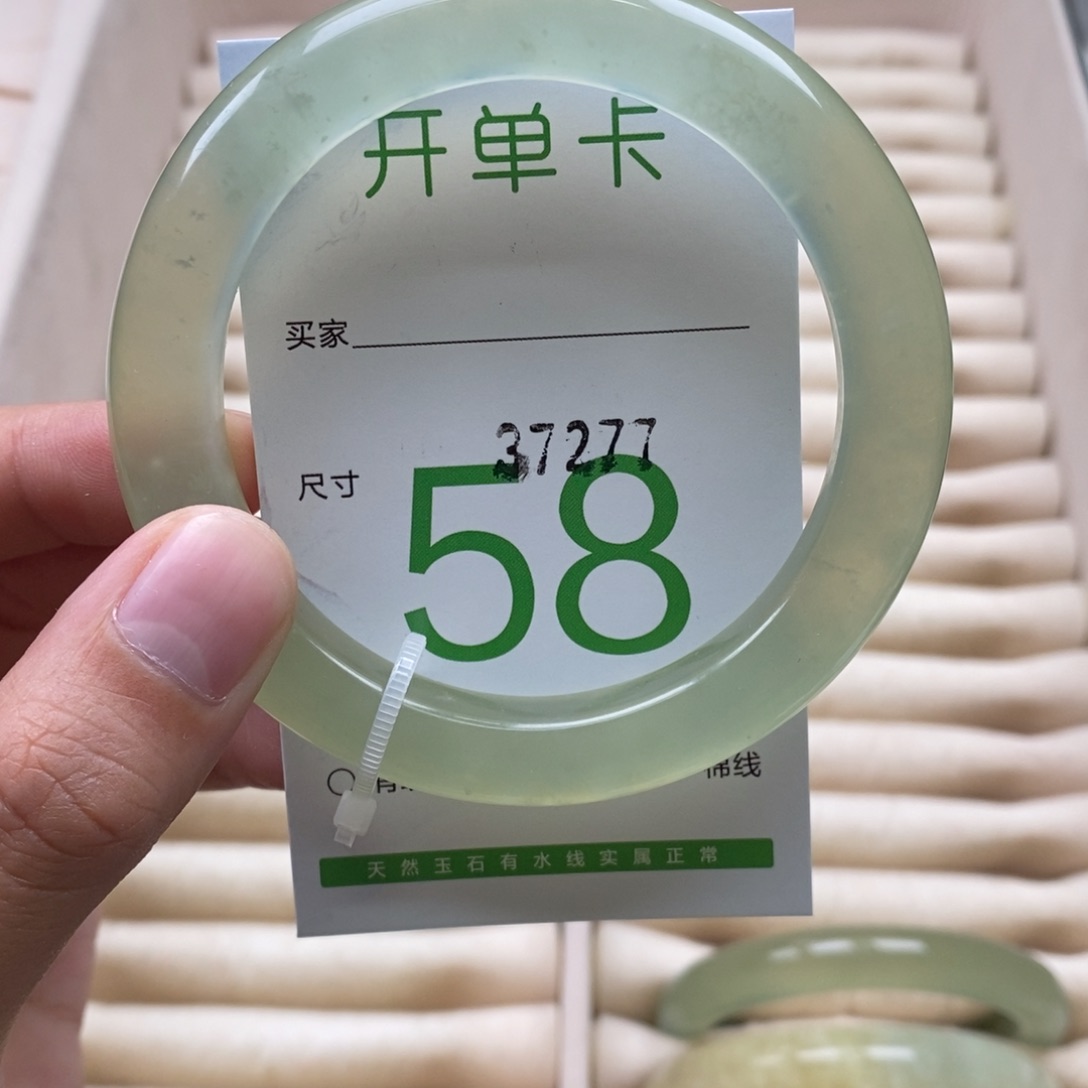 开单卡
买家
37277
尺寸 58
棉线
天然玉石有水线实属正常